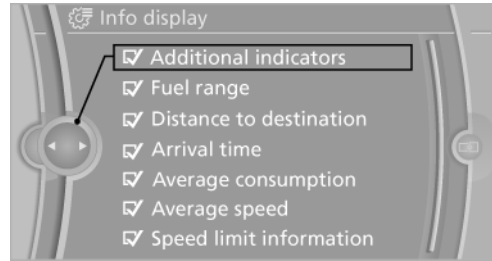 Info display
Additional indicators
Fuel range
Distance to destination
Arrival time
Average consumption
Average speed
Speed limit information